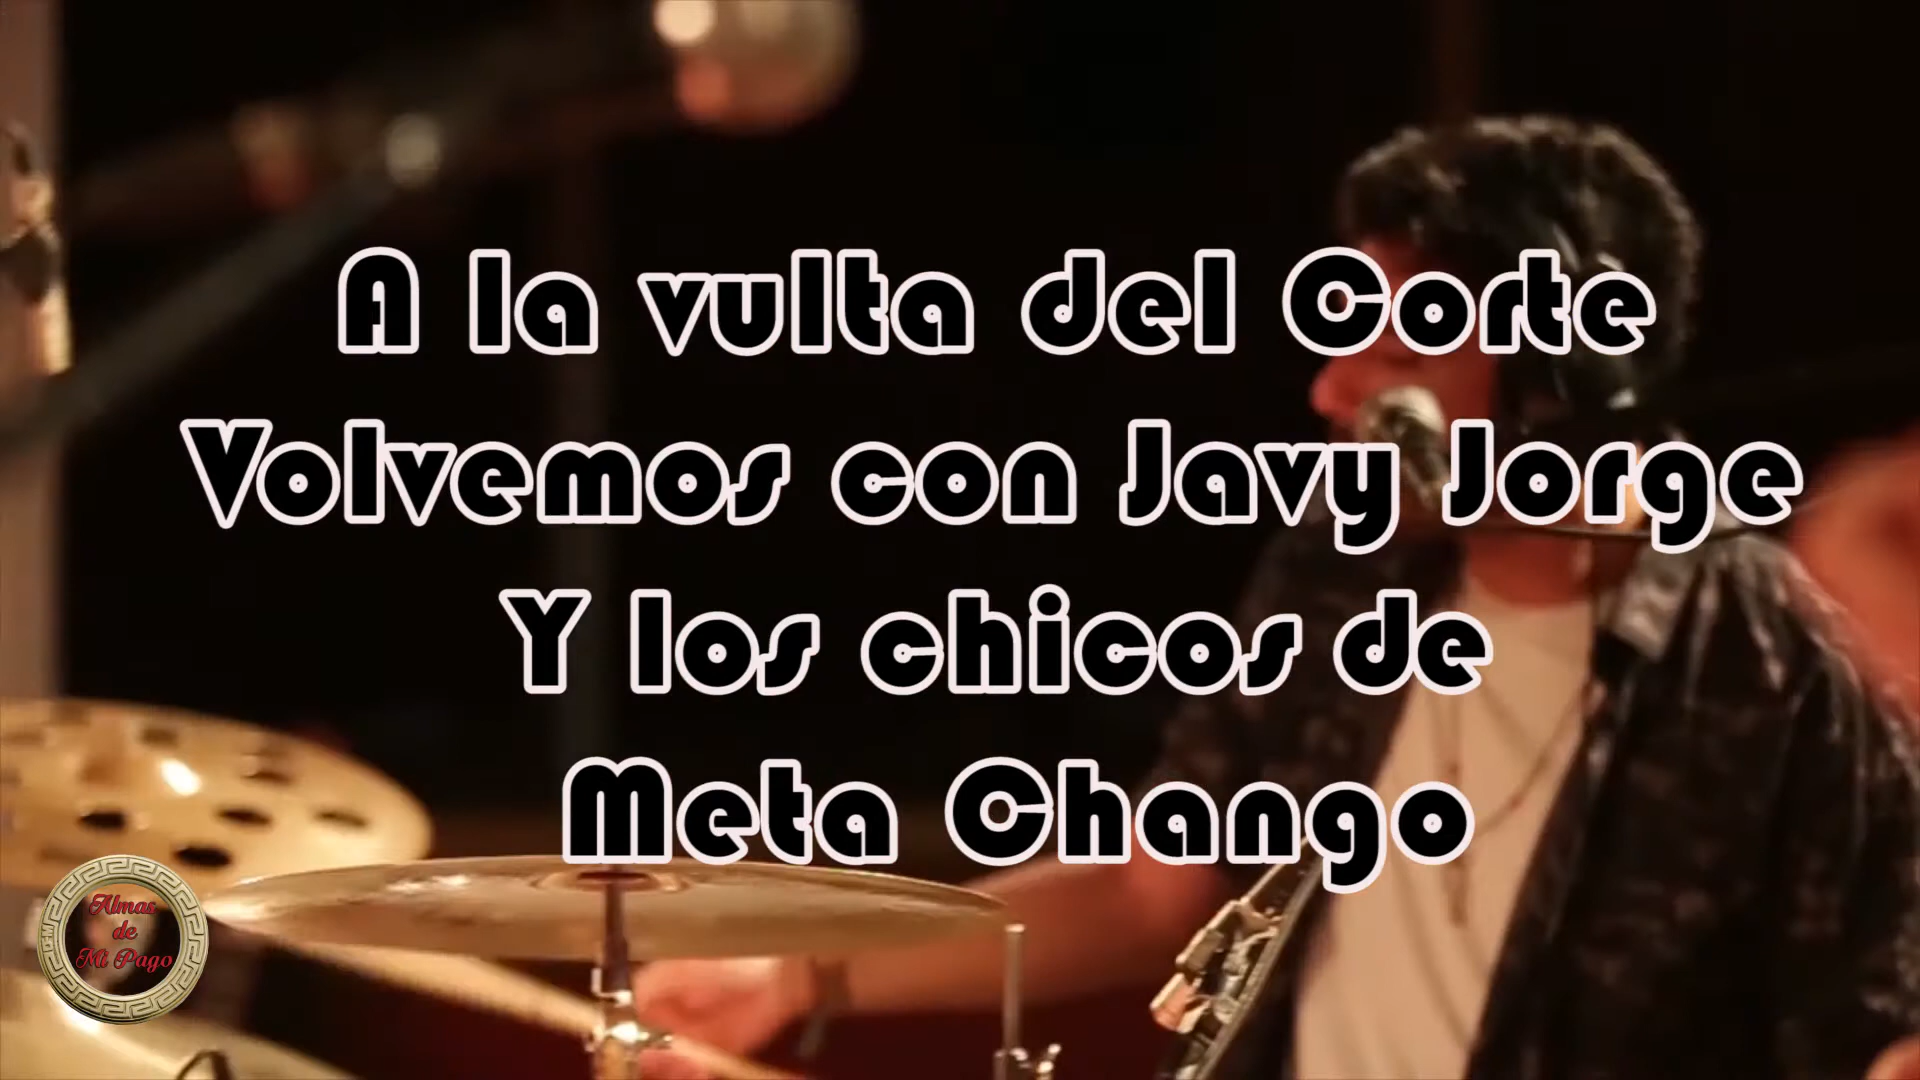 A la vulta del Corte
Volvemos con Javy Jorge
Y los chicos de
Meta Chango
Almas
de
Mi Pago